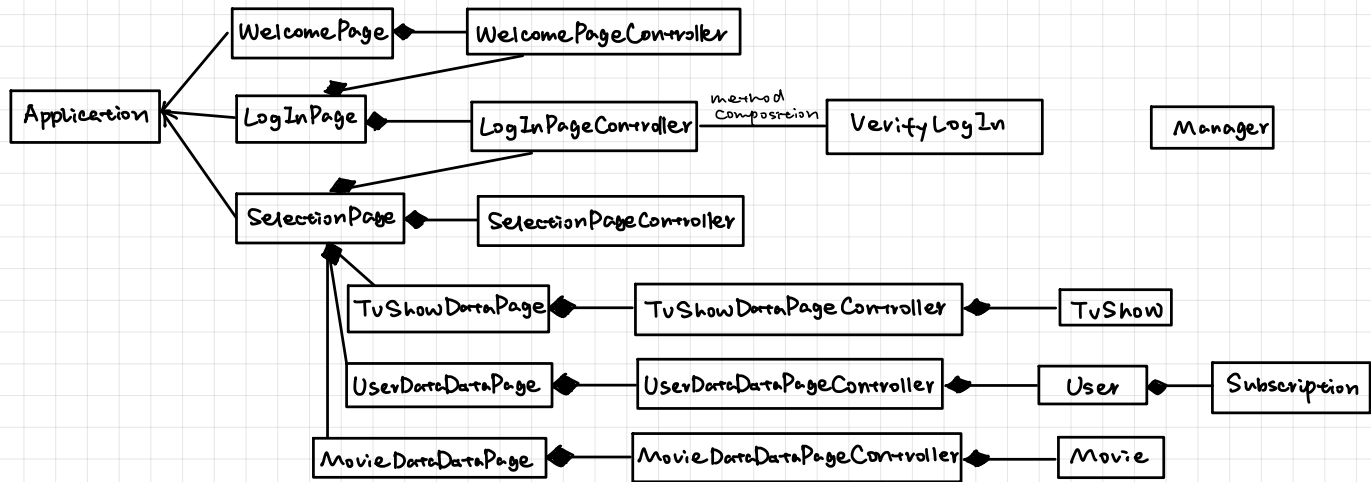 WelcomePage
WelcomePageController
Application
LogInPage
LogInPageController
method
composition
VerifyLogIn
Manager
SelectionPage
SelectionPageController
TvShowDataPage
TvShowDataPageController
TvShow
UserDataDataPage
UserDataDataPageController
User
Subscription
MovieDataDataPage
MovieDataDataPageController
Movie